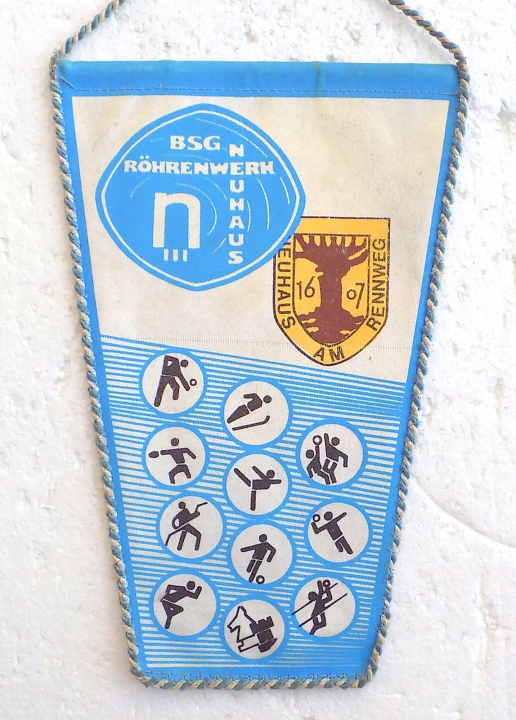 BSG
RÖHRENWERK
NEUHAUS
n
NEUHAUS
AM
RENNWEG
16 07